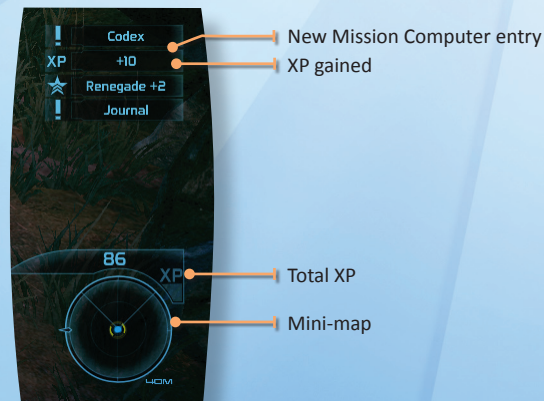 ! Codex
XP +10
Renegade +2
! Journal
New Mission Computer entry
XP gained
86
XP
Total XP
Mini-map
40M